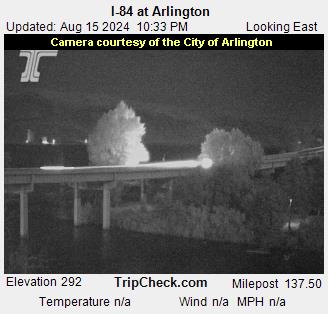 I-84 at Arlington
Updated: Aug 15 2024 10:33 PM Looking East
Camera courtesy of the City of Arlington
Elevation 292 TripCheck.com Milepost 137.50
Temperature n/a Wind n/a MPH n/a